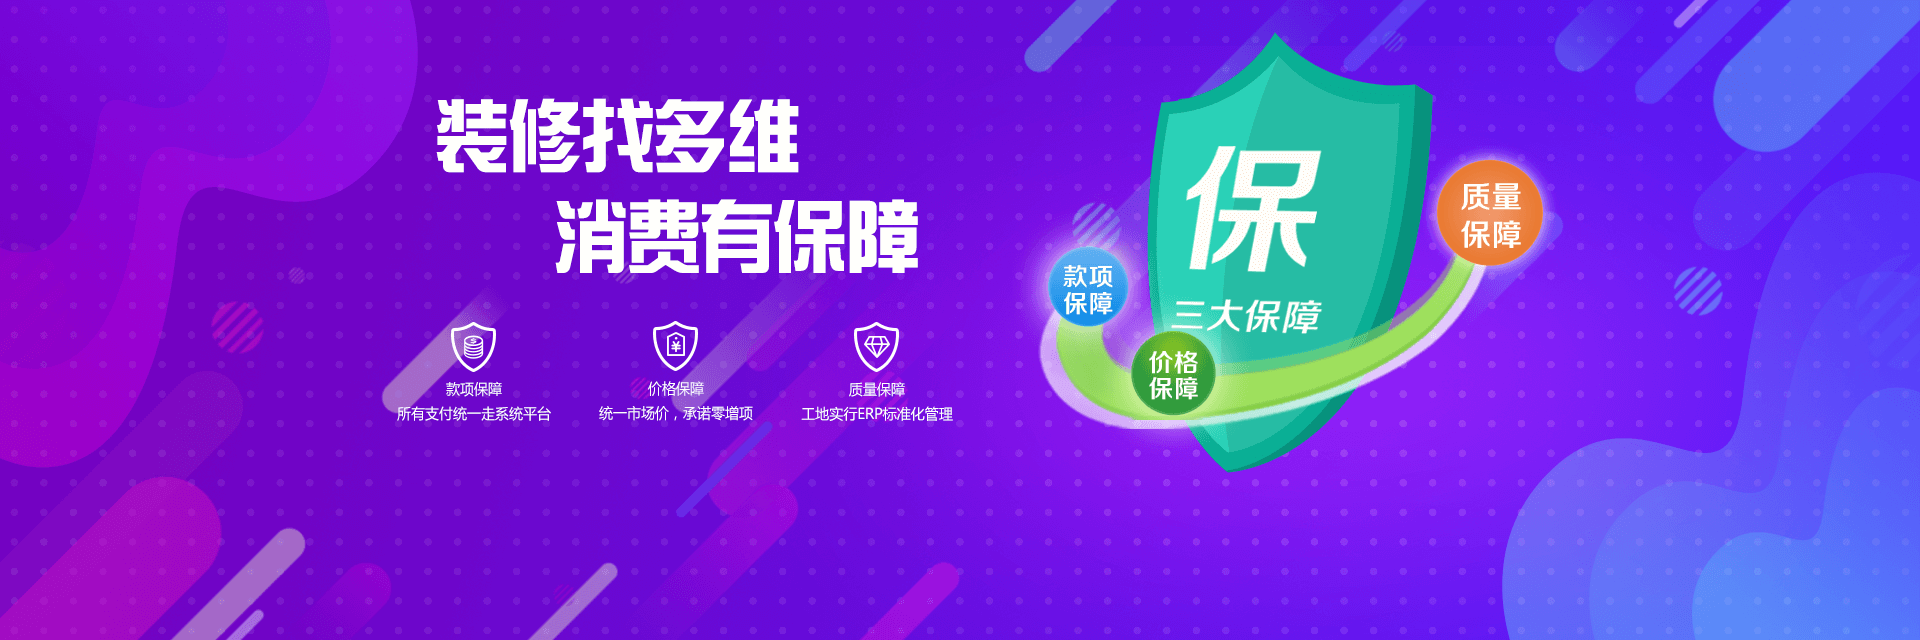 装修找多维
消费有保障
款项保障
所有支付统一走系统平台
价格保障
统一市场价，承诺零增项
质量保障
工地实行ERP标准化管理
保
三大保障
款项
保障
价格
保障
质量
保障